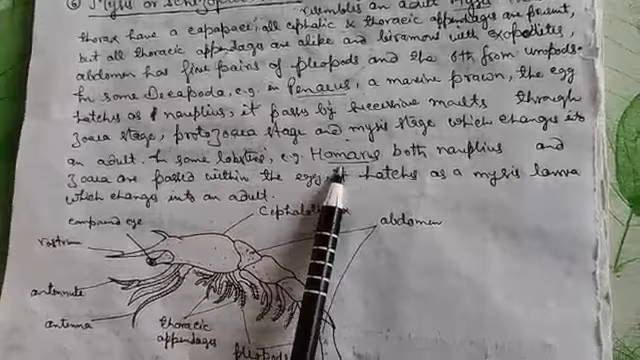 ⑥ Mysis or schizopod
resembles an adult Mysis
thorax have a carapace; all cephalic & thoracic appendages are present,
but all thoracic appendages are alike and biramous with exopodites,
abdomen has five pairs of pleopods and the 6th from uropods.
In some Decapoda, e.g. in Penaeus, a marine prawn, the egg
hatches as nauplius, it passes by successive moults through
zoaea stage, protozoaea stage and mysis stage which changes into
an adult. In some lobsters, e.g. Homarus both nauplius and
zoaea are passed within the egg, it hatches as a mysis larva
which changes into an adult.
compound eye
Cephalothorax
abdomen
rostrum
antennule
antenna
thoracic
appendages
pleopods